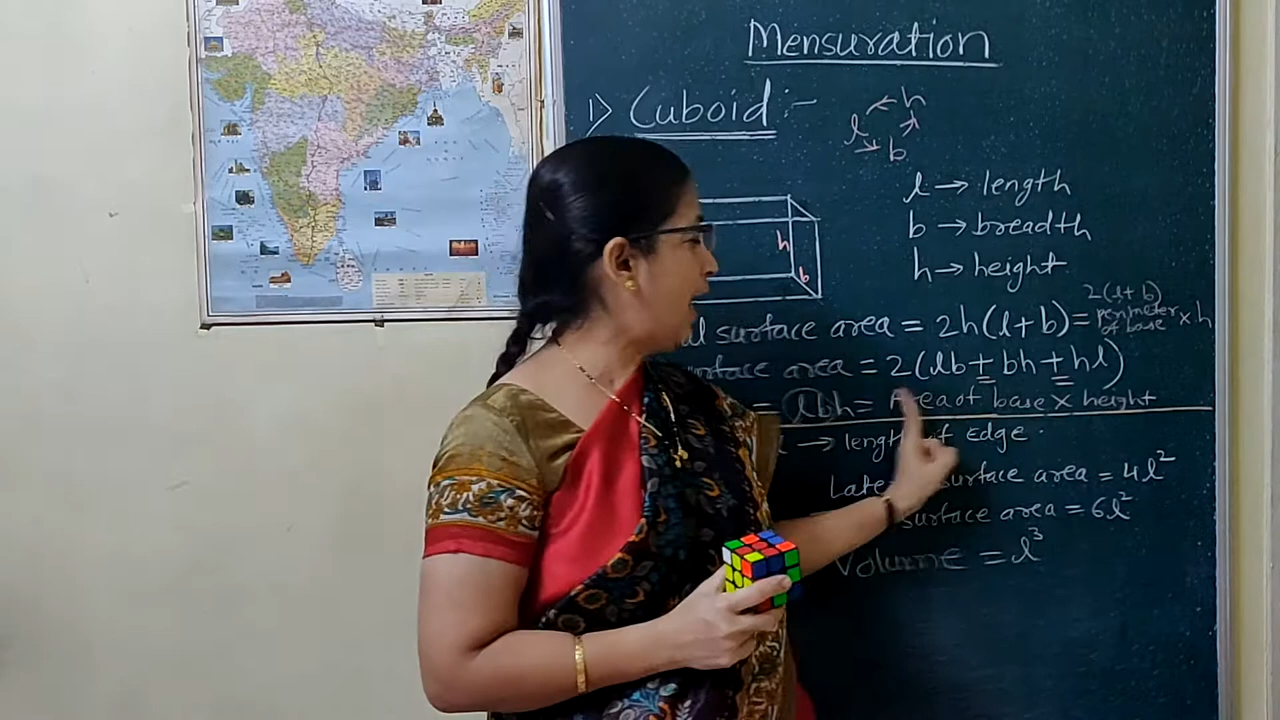 Mensuration
1) Cuboid :-
h
l
b
l → length
b → breadth
h → height
h
b
2(l+b)
surface area = 2h(l+b) = perimeter of base × h
surface area = 2(lb+bh+hl)
= lbh = Area of base × height
→ length of Edge
surface area = 4l²
surface area = 6l²
Volume = l³